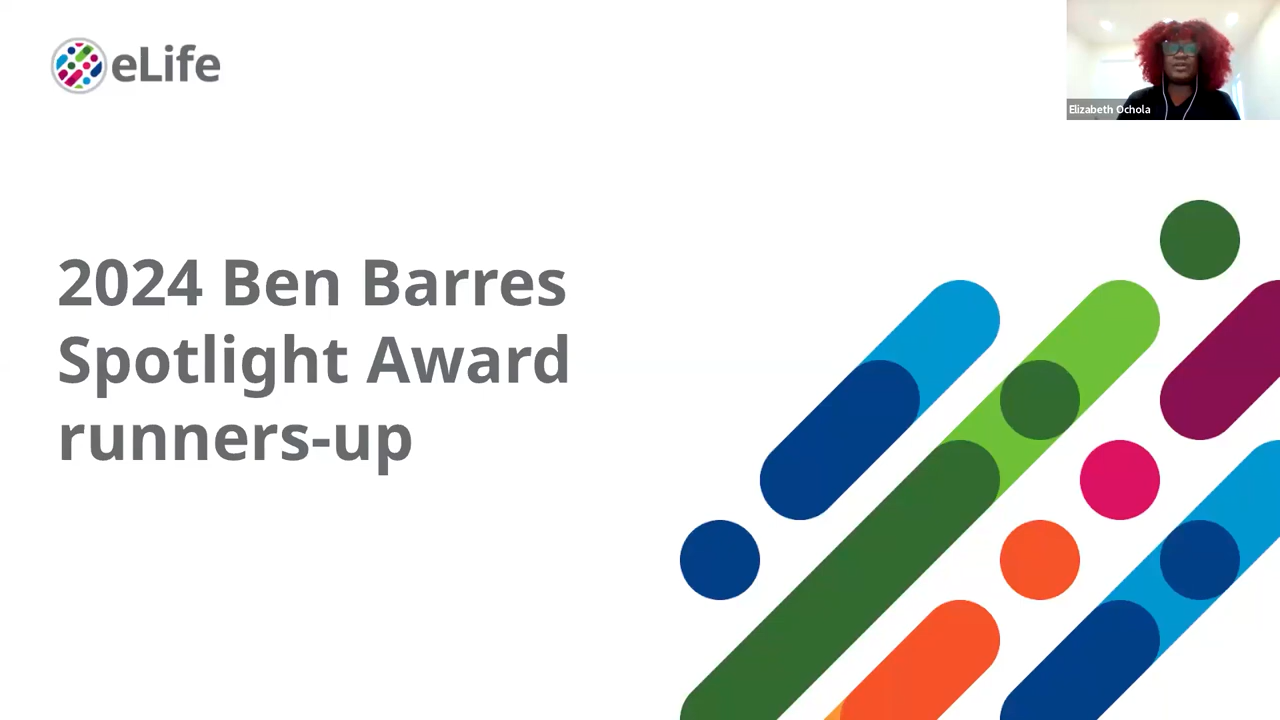 eLife
Elizabeth Ochola
2024 Ben Barres
Spotlight Award
runners-up